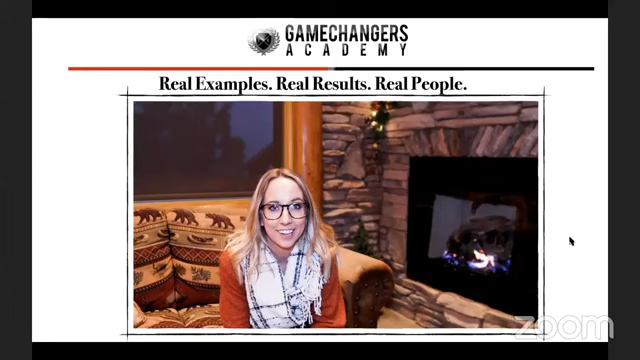 GAMECHANGERS
ACADEMY
Real Examples. Real Results. Real People.
zoom